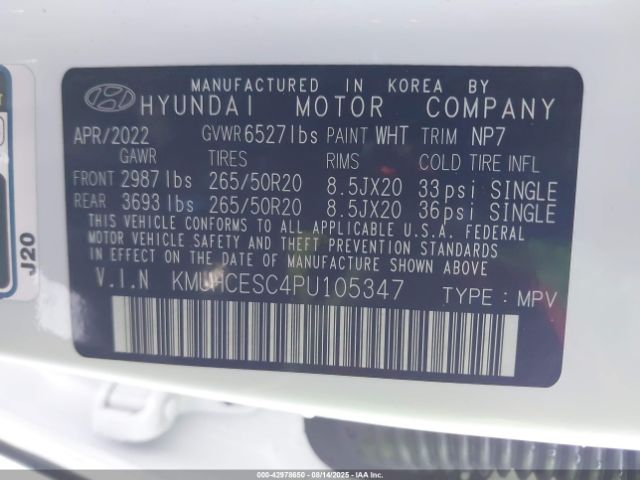 MANUFACTURED IN KOREA BY
HYUNDAI MOTOR COMPANY
APR/2022 GVWR 6527lbs PAINT WHT TRIM NP7
GAWR TIRES RIMS COLD TIRE INFL
FRONT 2987lbs 265/50R20 8.5JX20 33psi SINGLE
REAR 3693lbs 265/50R20 8.5JX20 36psi SINGLE
THIS VEHICLE CONFORMS TO ALL APPLICABLE U.S.A. FEDERAL
MOTOR VEHICLE SAFETY AND THEFT PREVENTION STANDARDS
IN EFFECT ON THE DATE OF MANUFACTURE SHOWN ABOVE.
V.I.N KMUHCESC4PU105347 TYPE : MPV
J20
000-42978650 - 08/14/2025 - IAAI.COM